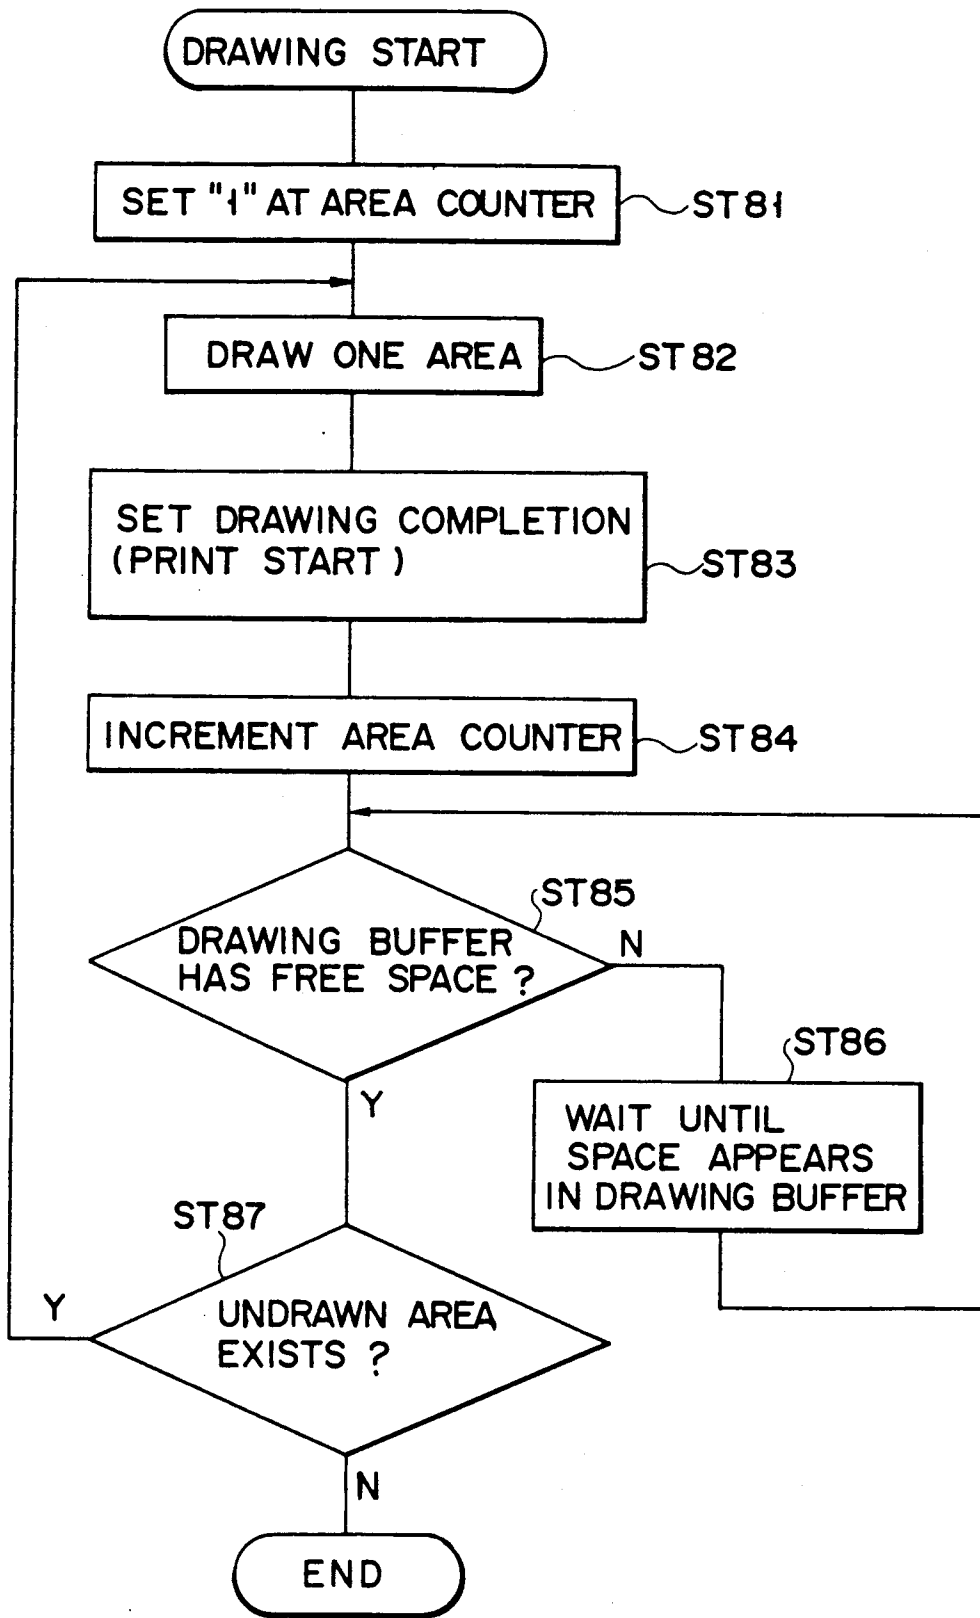 DRAWING START
SET "1" AT AREA COUNTER
ST81
DRAW ONE AREA
ST82
SET DRAWING COMPLETION
(PRINT START)
ST83
INCREMENT AREA COUNTER
ST84
ST85
DRAWING BUFFER
HAS FREE SPACE ?
N
Y
ST86
WAIT UNTIL
SPACE APPEARS
IN DRAWING BUFFER
ST87
UNDRAWN AREA
EXISTS ?
Y
N
END